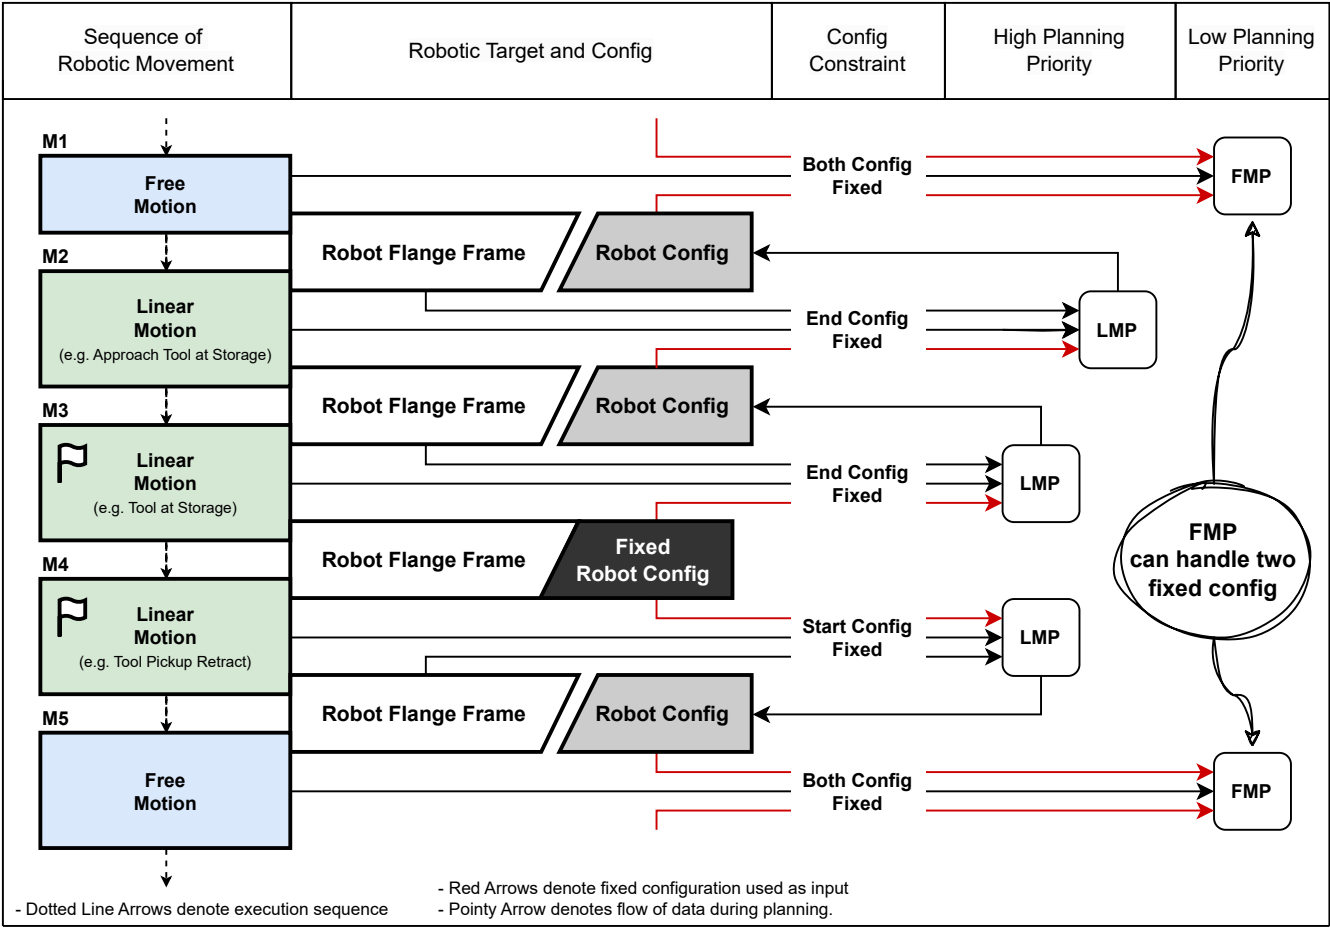 Sequence of
Robotic Movement
Robotic Target and Config
Config
Constraint
High Planning
Priority
Low Planning
Priority
M1
Free
Motion
Both Config
Fixed
FMP
Robot Flange Frame
Robot Config
M2
Linear
Motion
(e.g. Approach Tool at Storage)
End Config
Fixed
LMP
Robot Flange Frame
Robot Config
M3
Linear
Motion
(e.g. Tool at Storage)
End Config
Fixed
LMP
Robot Flange Frame
Fixed
Robot Config
FMP
can handle two
fixed config
M4
Linear
Motion
(e.g. Tool Pickup Retract)
Start Config
Fixed
LMP
Robot Flange Frame
Robot Config
M5
Free
Motion
Both Config
Fixed
FMP
- Dotted Line Arrows denote execution sequence
- Red Arrows denote fixed configuration used as input
- Pointy Arrow denotes flow of data during planning.